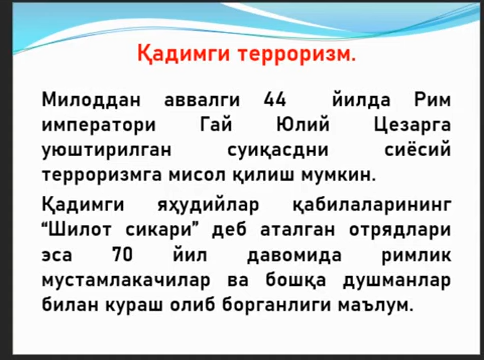 Қадимги терроризм.
Милоддан аввалги 44 йилда Рим
императори Гай Юлий Цезарга
уюштирилган суиқасдни сиёсий
терроризмга мисол қилиш мумкин.
Қадимги яҳудийлар қабилаларининг
“Шилот сикари” деб аталган отрядлари
эса 70 йил давомида римлик
мустамлакачилар ва бошқа душманлар
билан кураш олиб борганлиги маълум.